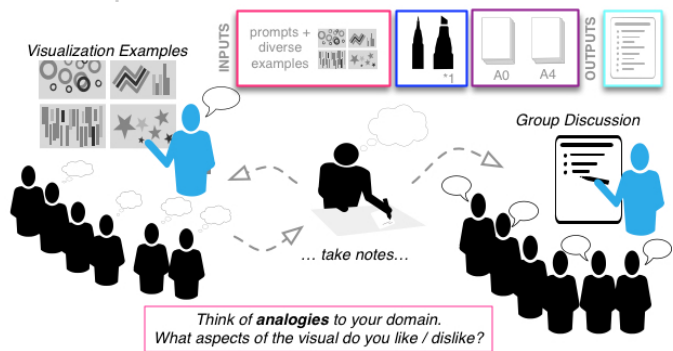 Visualization Examples
INPUTS
prompts +
diverse
examples
*1
A0
A4
OUTPUTS
Group Discussion
... take notes...
Think of analogies to your domain.
What aspects of the visual do you like / dislike?